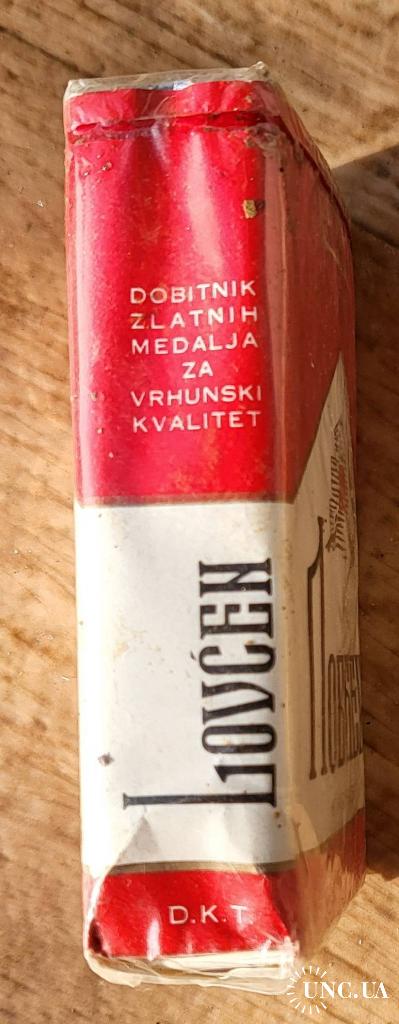 DOBITNIK
ZLATNIH
MEDALJA
ZA
VRHUNSKI
KVALITET
LOVĆEN
D.K.T.
UNC.UA